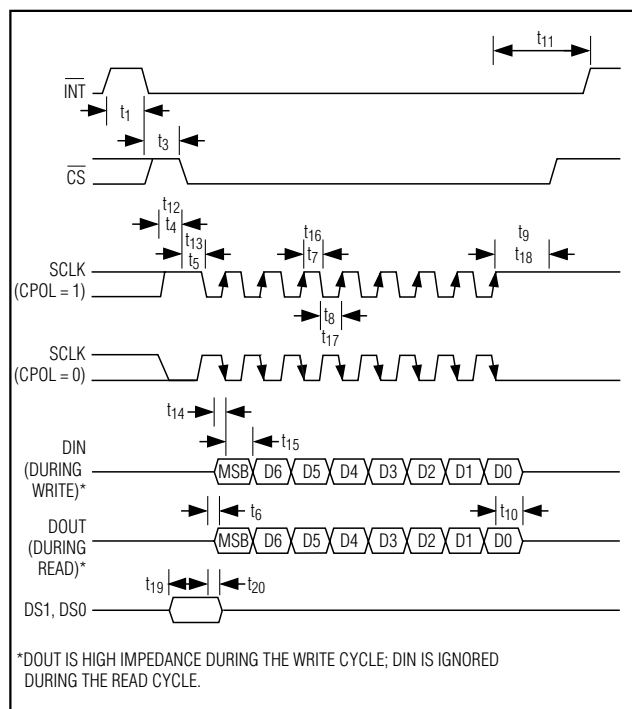 t11
INT
t1
t3
CS
t12
t4
t13
t5
t16
t7
t9
t18
SCLK
(CPOL = 1)
t8
t17
SCLK
(CPOL = 0)
t14
t15
DIN
(DURING
WRITE)*
MSB D6 D5 D4 D3 D2 D1 D0
t6
t10
DOUT
(DURING
READ)*
MSB D6 D5 D4 D3 D2 D1 D0
t19
t20
DS1, DS0
*DOUT IS HIGH IMPEDANCE DURING THE WRITE CYCLE; DIN IS IGNORED
DURING THE READ CYCLE.